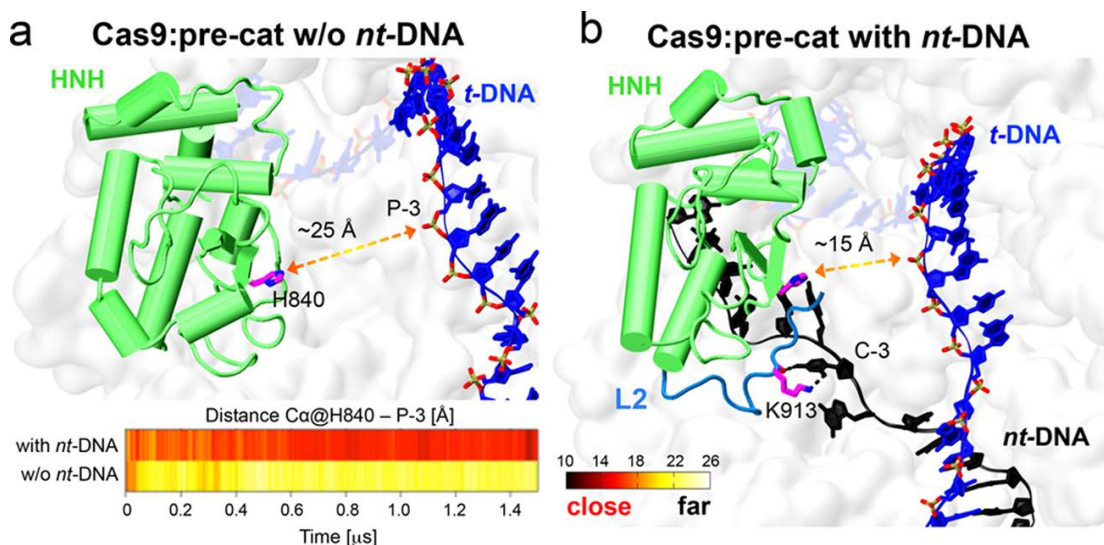 a
Cas9:pre-cat w/o nt-DNA
HNH
t-DNA
P-3
~25 Å
H840
Distance Cα@H840 – P-3 [Å]
with nt-DNA
w/o nt-DNA
0.2 0.4 0.6 0.8 1.0 1.2 1.4
Time [μs]
b
Cas9:pre-cat with nt-DNA
HNH
t-DNA
~15 Å
C-3
L2
K913
nt-DNA
10 14 18 22 26
close far